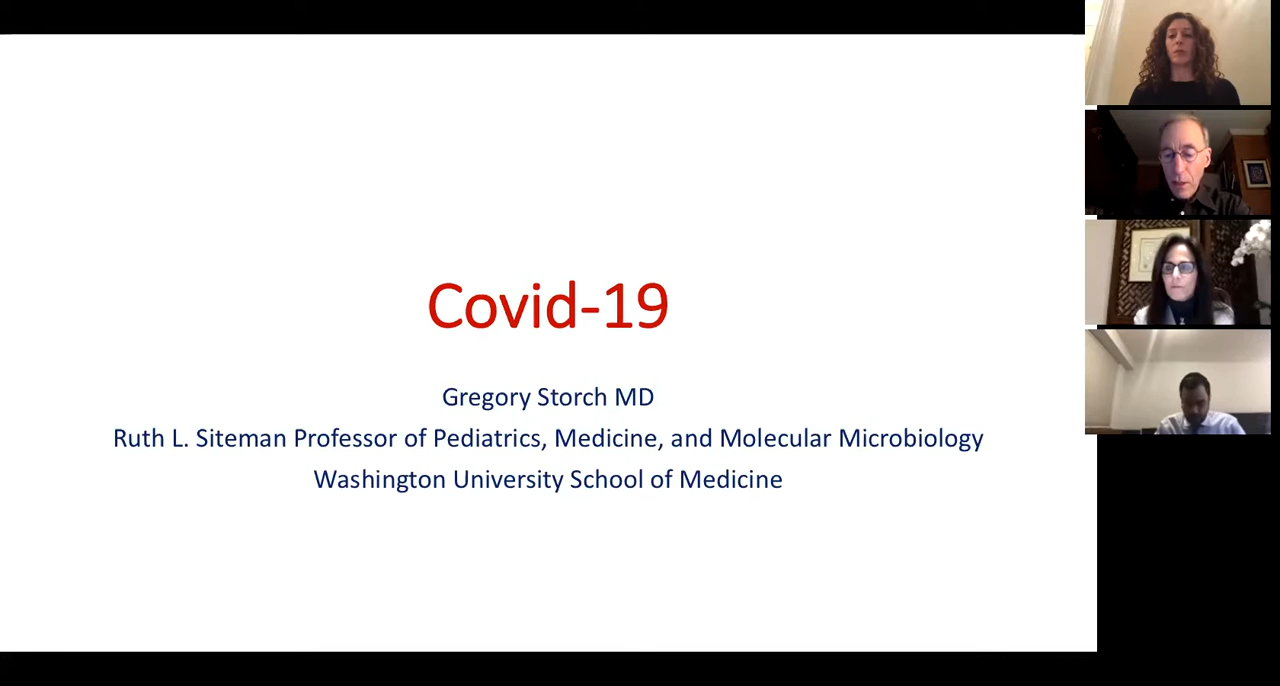 Covid-19
Gregory Storch MD
Ruth L. Siteman Professor of Pediatrics, Medicine, and Molecular Microbiology
Washington University School of Medicine